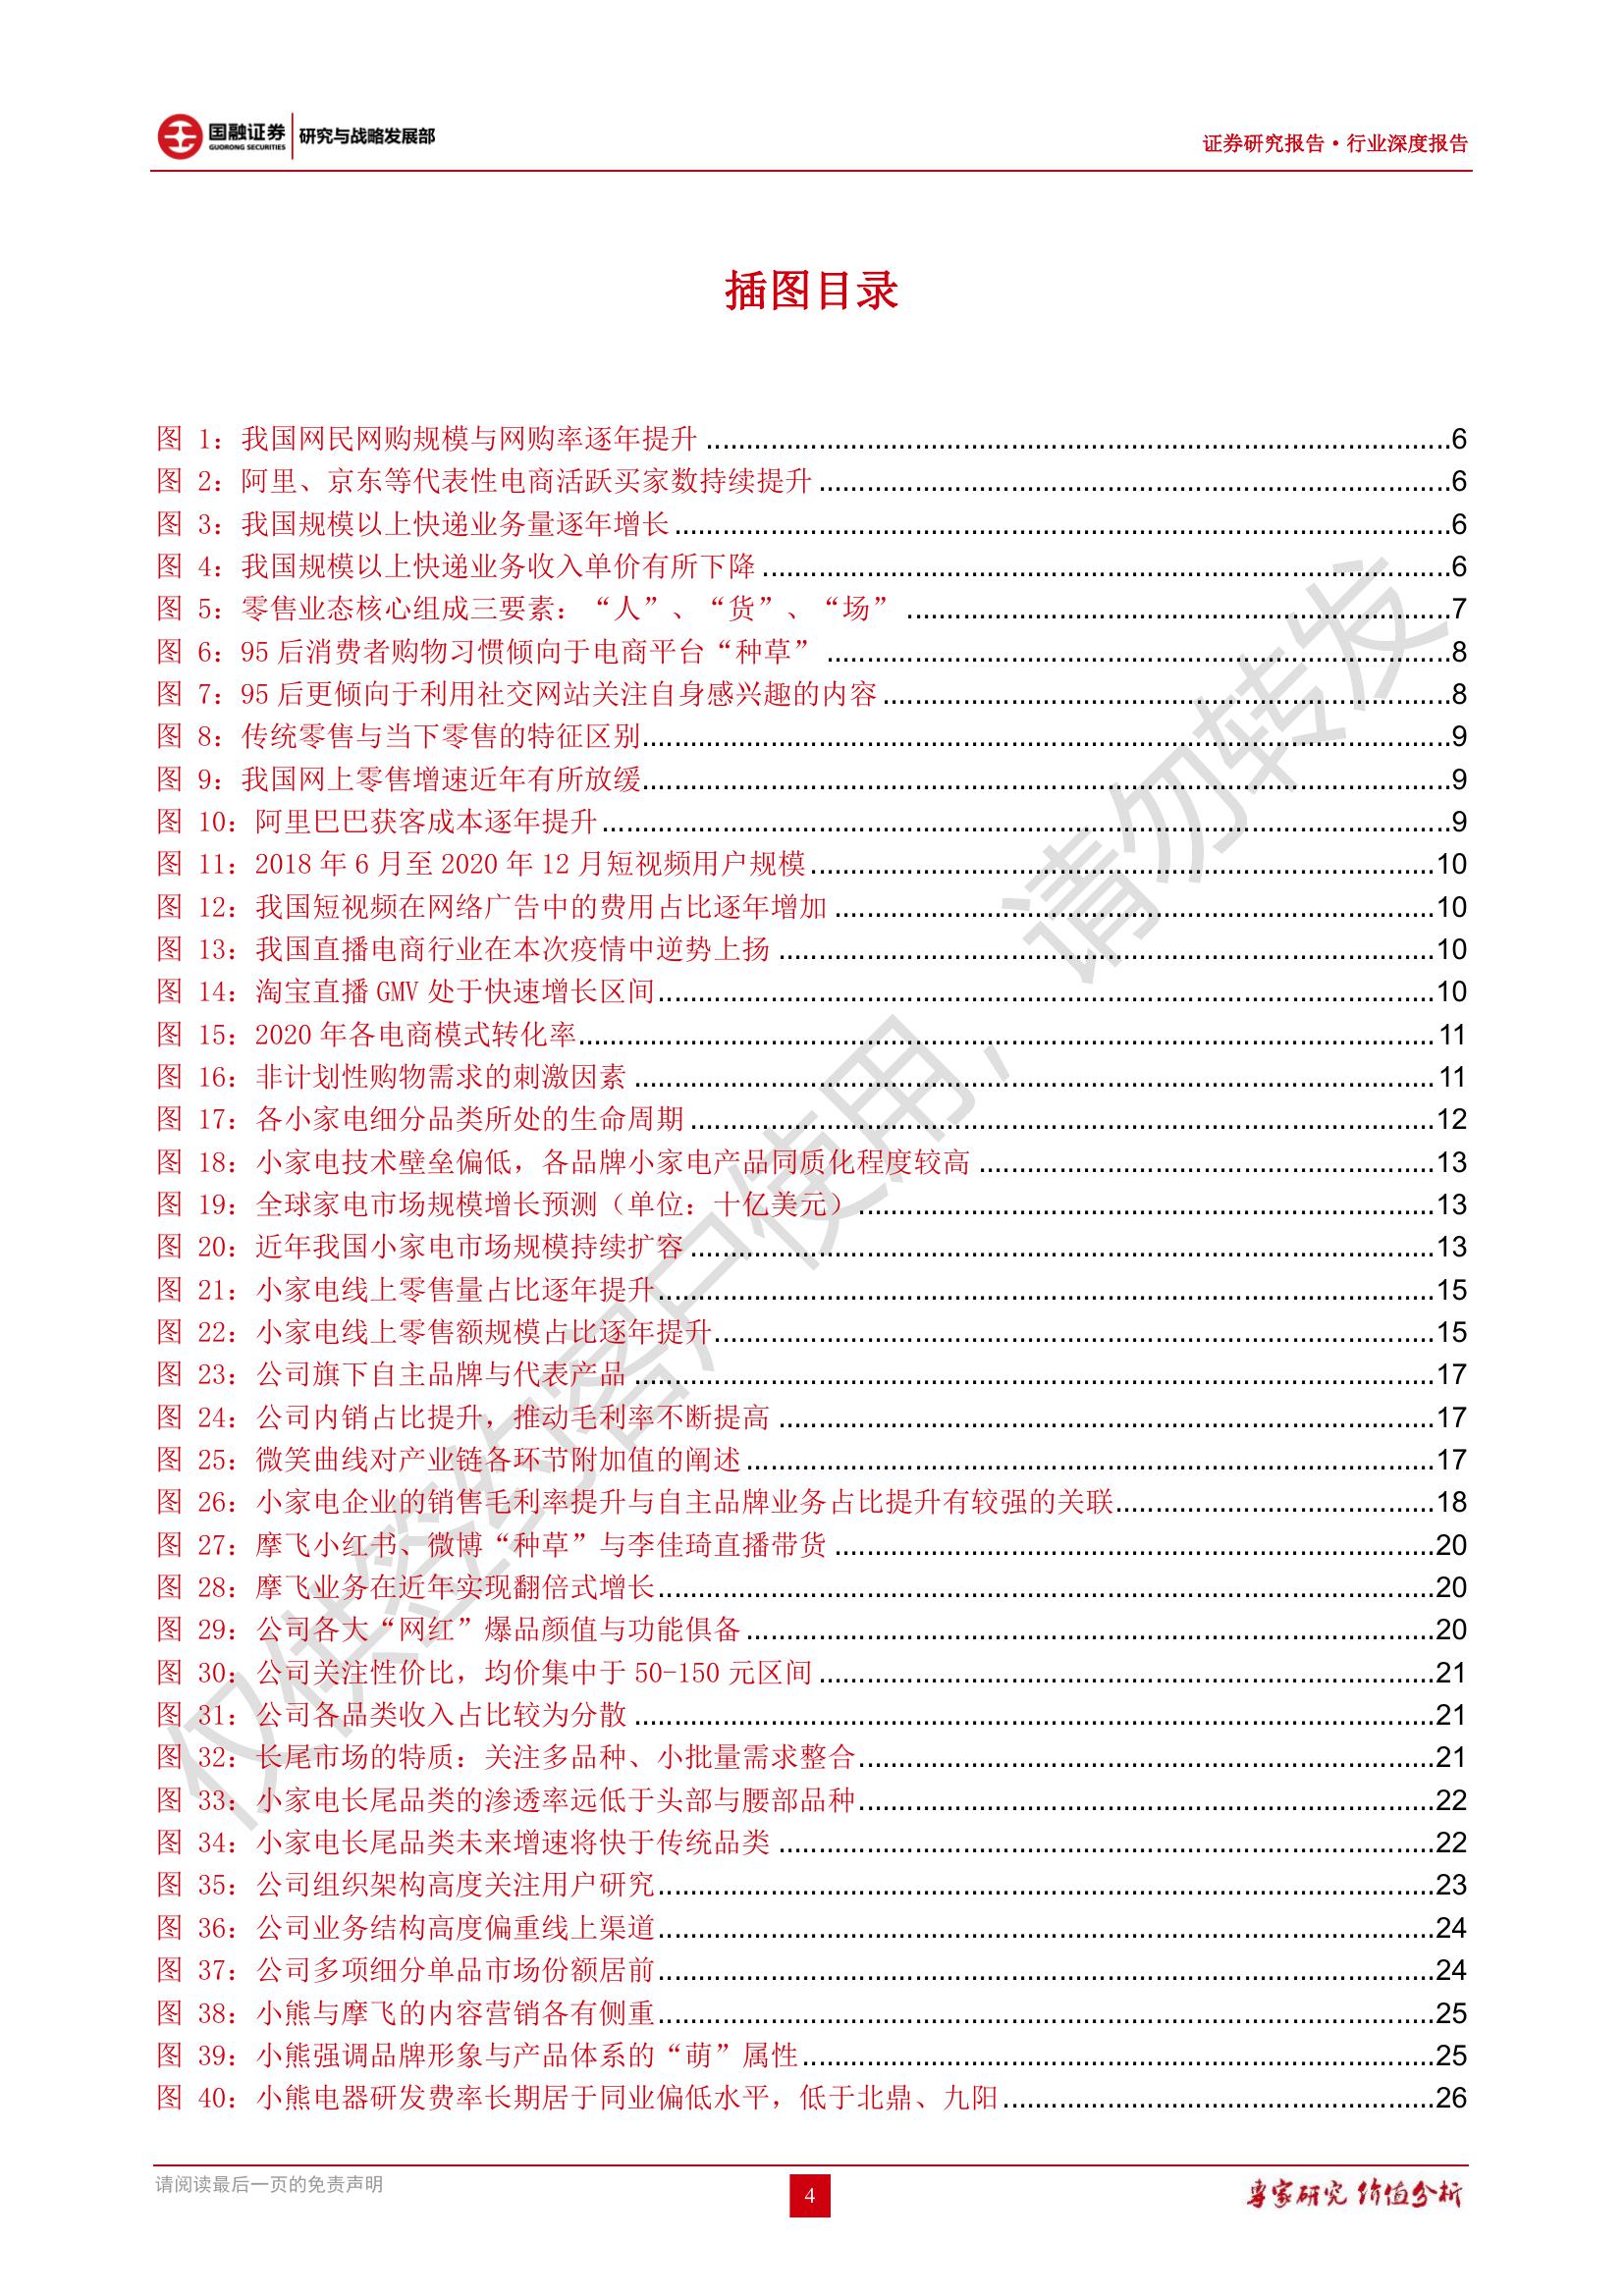 国融证券 研究与战略发展部
GUORONG SECURITIES
证券研究报告·行业深度报告
插图目录
图 1：我国网民网购规模与网购率逐年提升 6
图 2：阿里、京东等代表性电商活跃买家数持续提升 6
图 3：我国规模以上快递业务量逐年增长 6
图 4：我国规模以上快递业务收入单价有所下降 6
图 5：零售业态核心组成三要素：“人”、“货”、“场” 7
图 6：95 后消费者购物习惯倾向于电商平台“种草” 8
图 7：95 后更倾向于利用社交网站关注自身感兴趣的内容 8
图 8：传统零售与当下零售的特征区别 9
图 9：我国网上零售增速近年有所放缓 9
图 10：阿里巴巴获客成本逐年提升 9
图 11：2018 年 6 月至 2020 年 12 月短视频用户规模 10
图 12：我国短视频在网络广告中的费用占比逐年增加 10
图 13：我国直播电商行业在本次疫情中逆势上扬 10
图 14：淘宝直播 GMV 处于快速增长区间 10
图 15：2020 年各电商模式转化率 11
图 16：非计划性购物需求的刺激因素 11
图 17：各小家电细分品类所处的生命周期 12
图 18：小家电技术壁垒偏低，各品牌小家电产品同质化程度较高 13
图 19：全球家电市场规模增长预测（单位：十亿美元） 13
图 20：近年我国小家电市场规模持续扩容 13
图 21：小家电线上零售量占比逐年提升 15
图 22：小家电线上零售额规模占比逐年提升 15
图 23：公司旗下自主品牌与代表产品 17
图 24：公司内销占比提升，推动毛利率不断提高 17
图 25：微笑曲线对产业链各环节附加值的阐述 17
图 26：小家电企业的销售毛利率提升与自主品牌业务占比提升有较强的关联 18
图 27：摩飞小红书、微博“种草”与李佳琦直播带货 20
图 28：摩飞业务在近年实现翻倍式增长 20
图 29：公司各大“网红”爆品颜值与功能俱备 20
图 30：公司关注性价比，均价集中于 50-150 元区间 21
图 31：公司各品类收入占比较为分散 21
图 32：长尾市场的特质：关注多品种、小批量需求整合 21
图 33：小家电长尾品类的渗透率远低于头部与腰部品种 22
图 34：小家电长尾品类未来增速将快于传统品类 22
图 35：公司组织架构高度关注用户研究 23
图 36：公司业务结构高度偏重线上渠道 24
图 37：公司多项细分单品市场份额居前 24
图 38：小熊与摩飞的内容营销各有侧重 25
图 39：小熊强调品牌形象与产品体系的“萌”属性 25
图 40：小熊电器研发费率长期居于同业偏低水平，低于北鼎、九阳 26
仅供签约客户使用，请勿转发
请阅读最后一页的免责声明
4
专家研究 价值分析